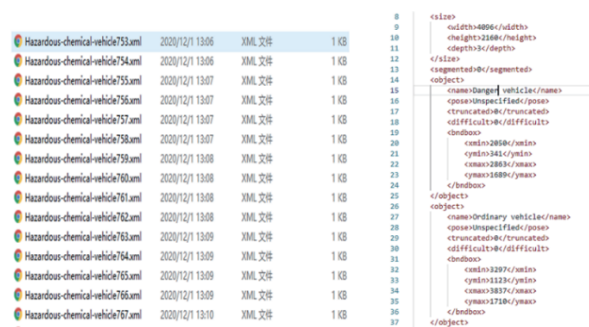 Hazardous-chemical-vehicle753.xml 2020/12/1 13:06 XML 文件 1 KB
Hazardous-chemical-vehicle754.xml 2020/12/1 13:06 XML 文件 1 KB
Hazardous-chemical-vehicle755.xml 2020/12/1 13:07 XML 文件 1 KB
Hazardous-chemical-vehicle756.xml 2020/12/1 13:07 XML 文件 1 KB
Hazardous-chemical-vehicle757.xml 2020/12/1 13:07 XML 文件 1 KB
Hazardous-chemical-vehicle758.xml 2020/12/1 13:07 XML 文件 1 KB
Hazardous-chemical-vehicle759.xml 2020/12/1 13:08 XML 文件 1 KB
Hazardous-chemical-vehicle760.xml 2020/12/1 13:08 XML 文件 1 KB
Hazardous-chemical-vehicle761.xml 2020/12/1 13:08 XML 文件 1 KB
Hazardous-chemical-vehicle762.xml 2020/12/1 13:08 XML 文件 1 KB
Hazardous-chemical-vehicle763.xml 2020/12/1 13:09 XML 文件 1 KB
Hazardous-chemical-vehicle764.xml 2020/12/1 13:09 XML 文件 1 KB
Hazardous-chemical-vehicle765.xml 2020/12/1 13:09 XML 文件 1 KB
Hazardous-chemical-vehicle766.xml 2020/12/1 13:09 XML 文件 1 KB
Hazardous-chemical-vehicle767.xml 2020/12/1 13:10 XML 文件 1 KB
8 <size>
9 <width>4096</width>
10 <height>2160</height>
11 <depth>3</depth>
12 </size>
13 <segmented>0</segmented>
14 <object>
15 <name>Danger vehicle</name>
16 <pose>Unspecified</pose>
17 <truncated>0</truncated>
18 <difficult>0</difficult>
19 <bndbox>
20 <xmin>2050</xmin>
21 <ymin>341</ymin>
22 <xmax>2863</xmax>
23 <ymax>1689</ymax>
24 </bndbox>
25 </object>
26 <object>
27 <name>Ordinary vehicle</name>
28 <pose>Unspecified</pose>
29 <truncated>0</truncated>
30 <difficult>0</difficult>
31 <bndbox>
32 <xmin>3297</xmin>
33 <ymin>1123</ymin>
34 <xmax>3837</xmax>
35 <ymax>1710</ymax>
36 </bndbox>
37 </object>